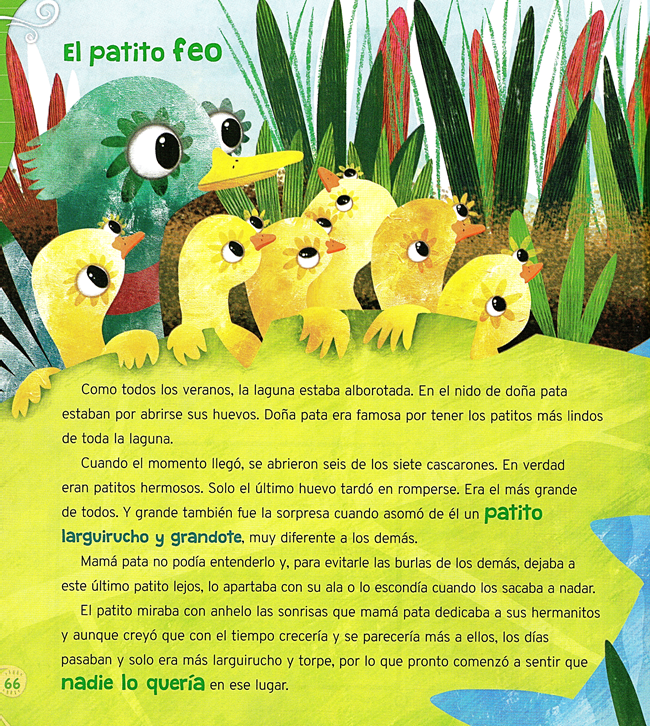 El patito feo
Como todos los veranos, la laguna estaba alborotada. En el nido de doña pata
estaban por abrirse sus huevos. Doña pata era famosa por tener los patitos más lindos
de toda la laguna.
Cuando el momento llegó, se abrieron seis de los siete cascarones. En verdad
eran patitos hermosos. Solo el último huevo tardó en romperse. Era el más grande
de todos. Y grande también fue la sorpresa cuando asomó de él un patito
larguirucho y grandote, muy diferente a los demás.
Mamá pata no podía entenderlo y, para evitarle las burlas de los demás, dejaba a
este último patito lejos, lo apartaba con su ala o lo escondía cuando los sacaba a nadar.
El patito miraba con anhelo las sonrisas que mamá pata dedicaba a sus hermanitos
y aunque creyó que con el tiempo crecería y se parecería más a ellos, los días
pasaban y solo era más larguirucho y torpe, por lo que pronto comenzó a sentir que
nadie lo quería en ese lugar.
66